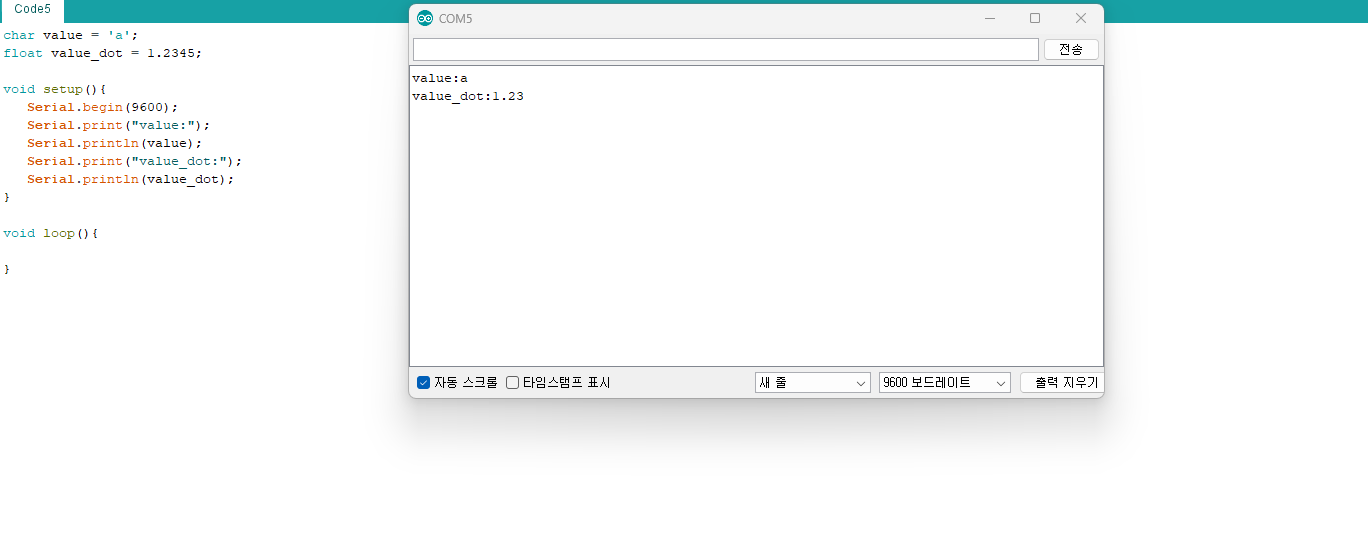 Code5
char value = 'a';
float value_dot = 1.2345;
void setup(){
Serial.begin(9600);
Serial.print("value:");
Serial.println(value);
Serial.print("value_dot:");
Serial.println(value_dot);
}
void loop(){
}
COM5
전송
value:a
value_dot:1.23
자동 스크롤 타임스탬프 표시 새 줄 9600 보드레이트 출력 지우기